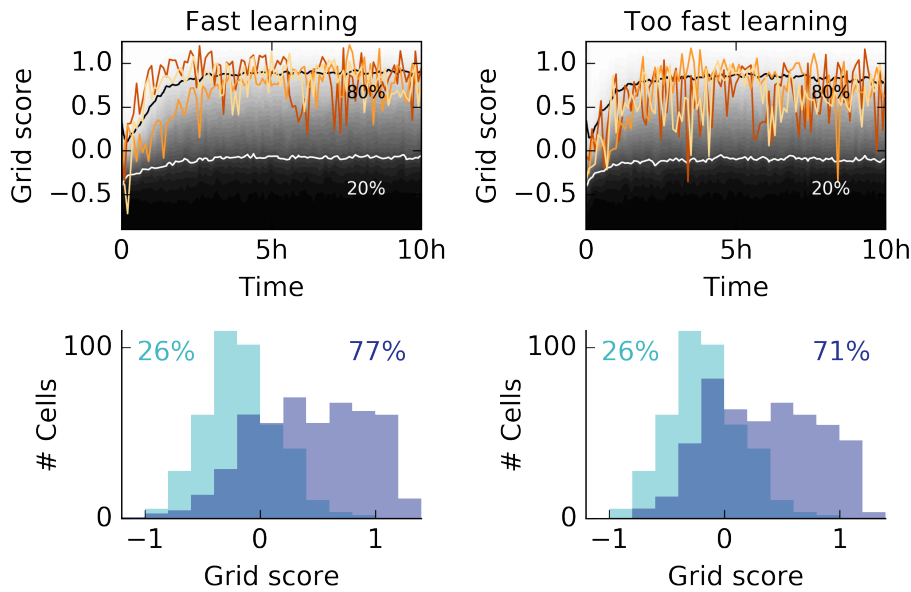 Fast learning
Too fast learning
Grid score
1.0
0.5
0.0
−0.5
80%
20%
0
5h
10h
Time
Grid score
1.0
0.5
0.0
−0.5
80%
20%
0
5h
10h
Time
# Cells
100
0
26%
77%
−1
0
1
Grid score
# Cells
100
0
26%
71%
−1
0
1
Grid score